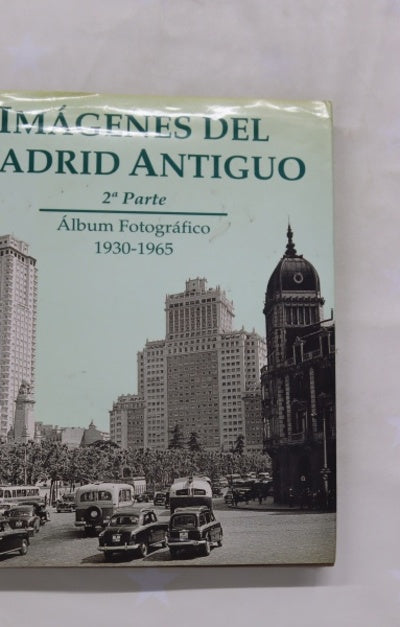 IMÁGENES DEL
ADRID ANTIGUO
2ª Parte
Álbum Fotográfico
1930-1965